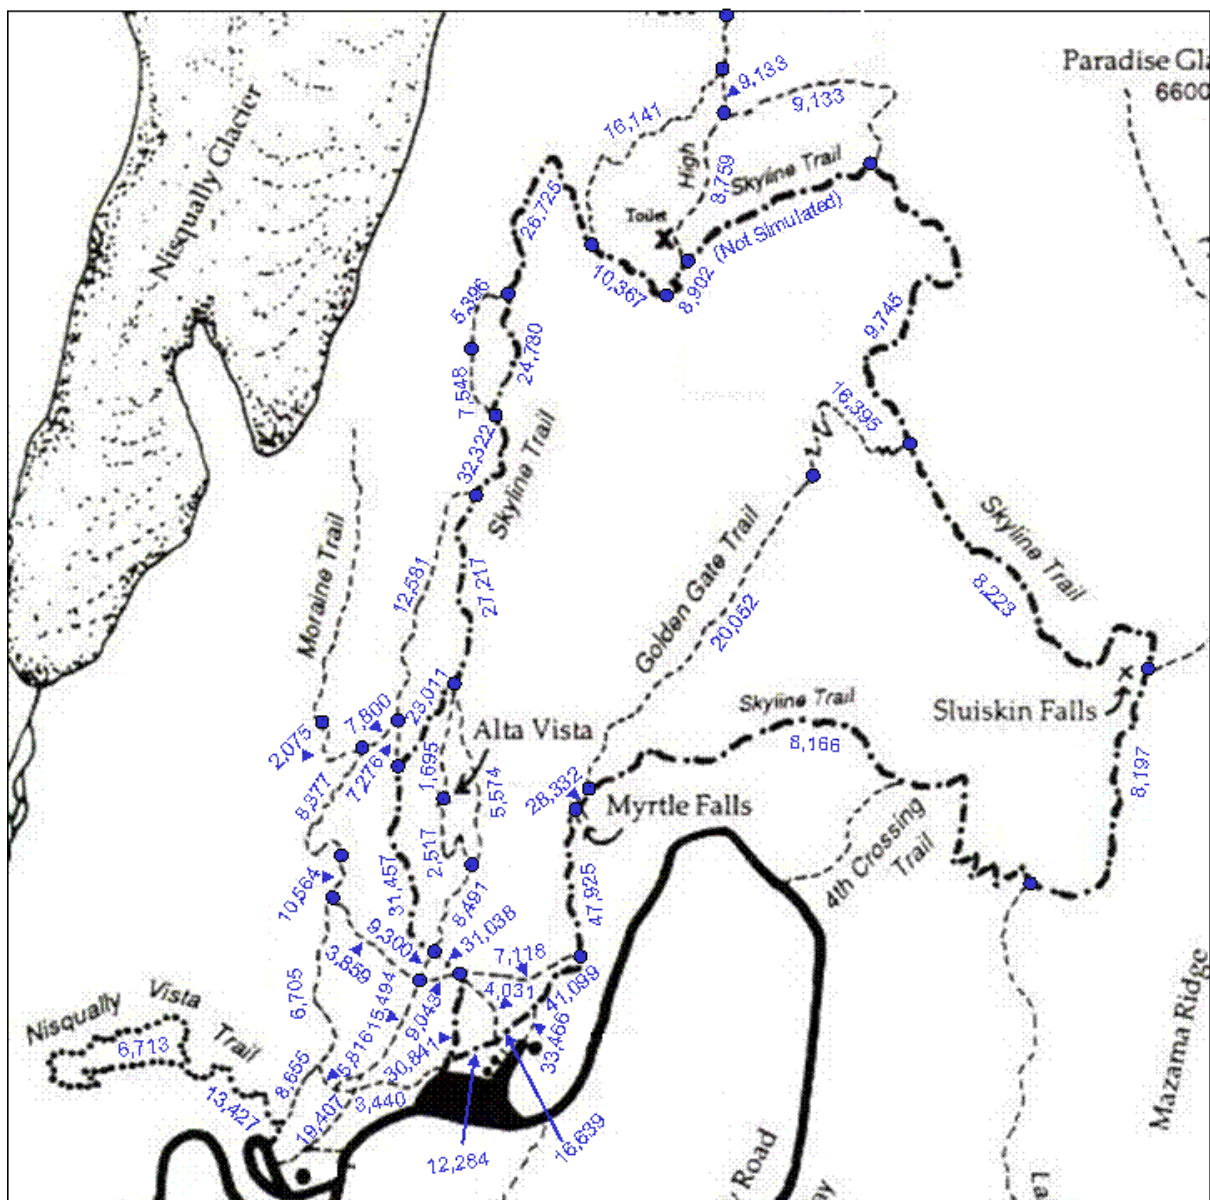 9,133
Paradise Gla
6600
9,133
16,141
Nisqually Glacier
High
8,759
Skyline Trail
26,725
Toilet
(Not Simulated)
10,367
8,902
5,396
9,745
24,780
7,548
16,395
32,322
Skyline Trail
Moraine Trail
Golden Gate Trail
Skyline Trail
12,581
27,217
8,223
20,052
23,011
7,800
Skyline Trail
Sluiskin Falls
2,075
Alta Vista
8,166
7,276
1,695
8,197
5,574
28,332
8,377
Myrtle Falls
4th Crossing
Trail
2,517
31,457
10,564
47,925
8,491
9,300
31,038
3,859
7,118
4,031
41,099
6,705
15,494
9,043
Nisqually Vista Trail
6,713
33,466
6,816
30,841
8,655
13,427
3,440
19,407
12,284
16,639
Mazama Ridge
Road
ay
La